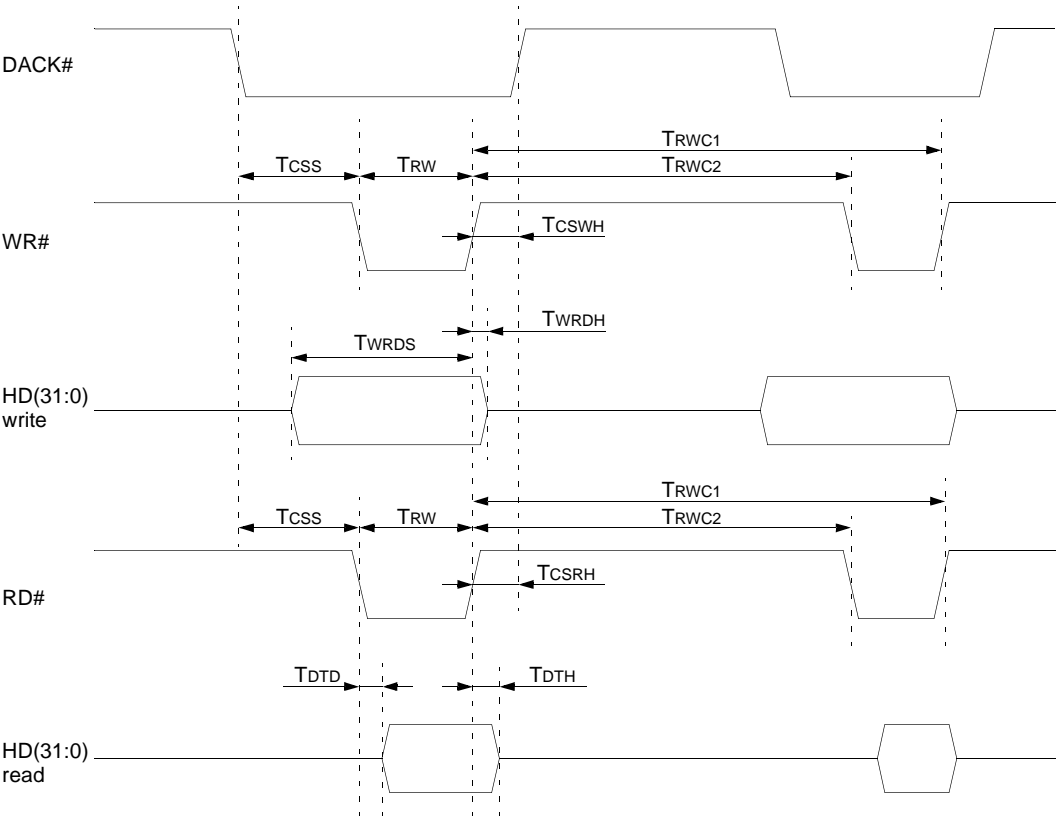 DACK#
TRWC1
TCSS TRW TRWC2
TCSWH
WR#
TWRDH
TWRDS
HD(31:0)
write
TRWC1
TCSS TRW TRWC2
TCSRH
RD#
TDTD TDTH
HD(31:0)
read